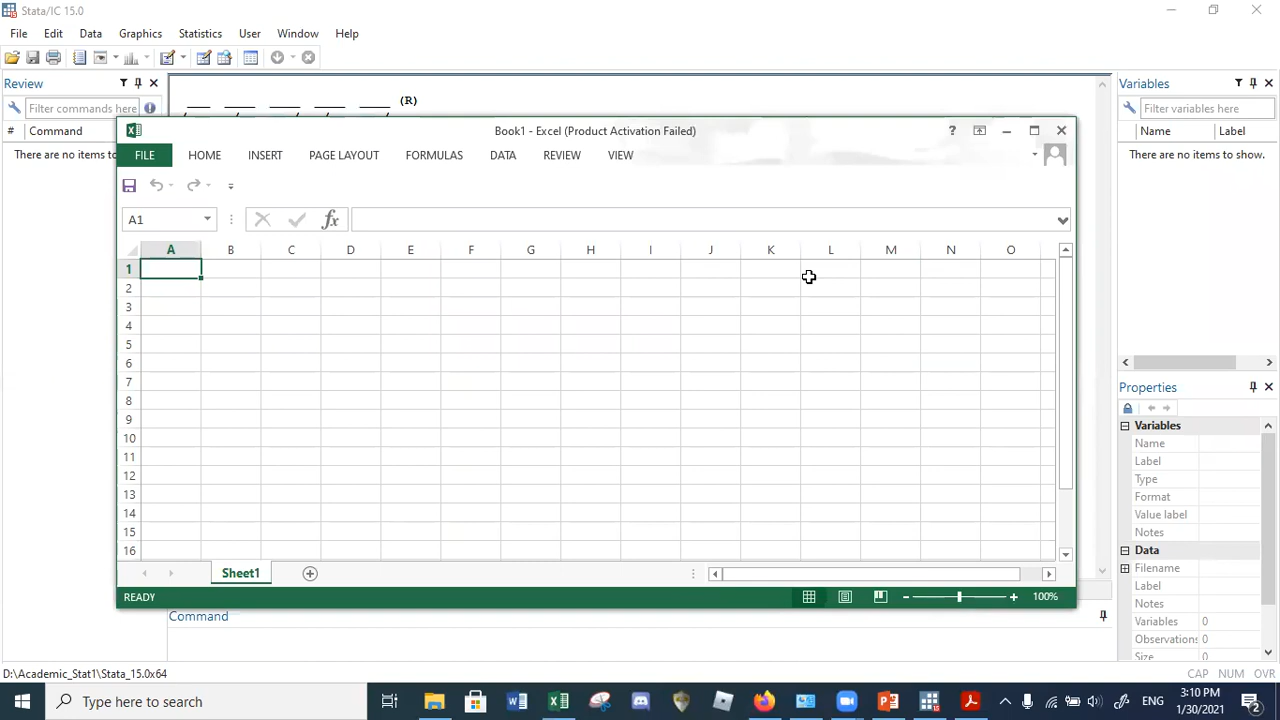 Stata/IC 15.0
File Edit Data Graphics Statistics User Window Help
Review
Filter commands here
# Command
There are no items to
(R)
Book1 - Excel (Product Activation Failed)
FILE HOME INSERT PAGE LAYOUT FORMULAS DATA REVIEW VIEW
A1
fx
A B C D E F G H I J K L M N O
1
2
3
4
5
6
7
8
9
10
11
12
13
14
15
16
Sheet1
READY
100%
Command
Variables
Filter variables here
Name Label
There are no items to show.
Properties
Variables
Name
Label
Type
Format
Value label
Notes
Data
Filename
Label
Notes
Variables 0
Observations 0
Size 0
D:\Academic_Stat1\Stata_15.0x64
CAP NUM OVR
Type here to search
ENG
3:10 PM
1/30/2021
2